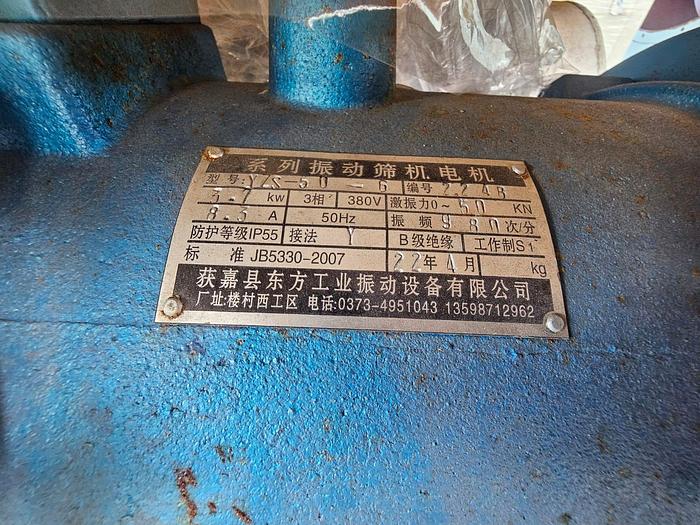 系列振动筛机电机
型号:YZS-50-6 编号 2248
3.7 kw 3相 380V 激振力0~50 KN
8.5 A 50Hz 振 频 980 次/分
防护等级IP55 接法 Y B级绝缘 工作制S1
标 准 JB5330-2007 22年4月 kg
获嘉县东方工业振动设备有限公司
厂址:楼村西工区 电话:0373-4951043 13598712962